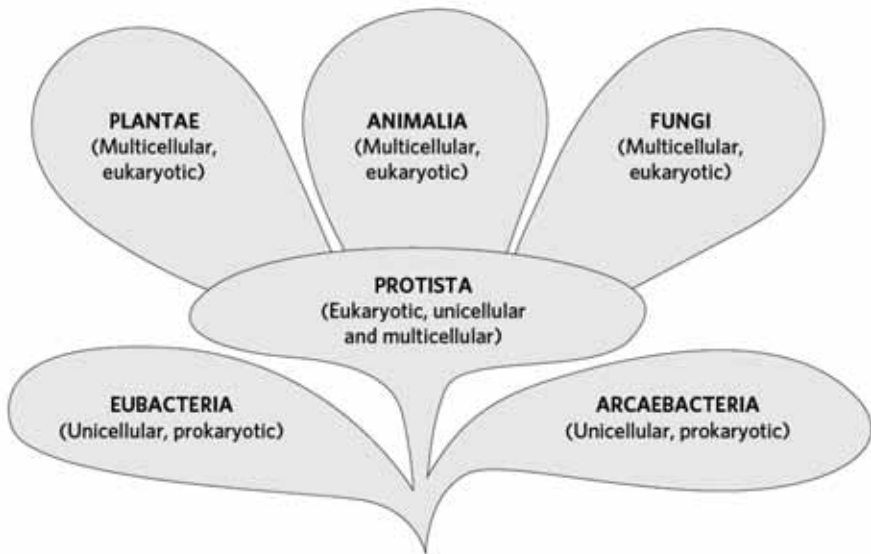 PLANTAE
(Multicellular,
eukaryotic)
ANIMALIA
(Multicellular,
eukaryotic)
FUNGI
(Multicellular,
eukaryotic)
PROTISTA
(Eukaryotic, unicellular
and multicellular)
EUBACTERIA
(Unicellular, prokaryotic)
ARCAEBACTERIA
(Unicellular, prokaryotic)